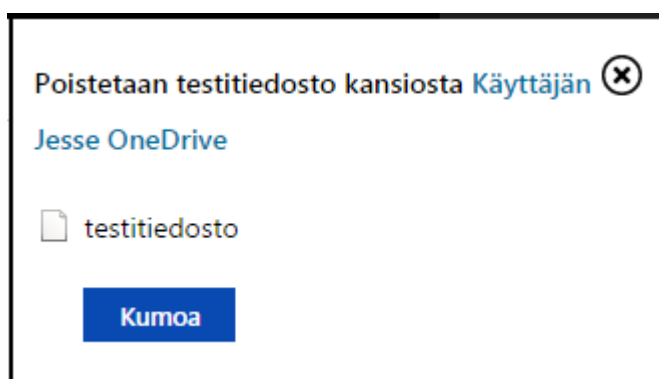 Poistetaan testitiedosto kansiosta Käyttäjän
Jesse OneDrive
testitiedosto
Kumoa